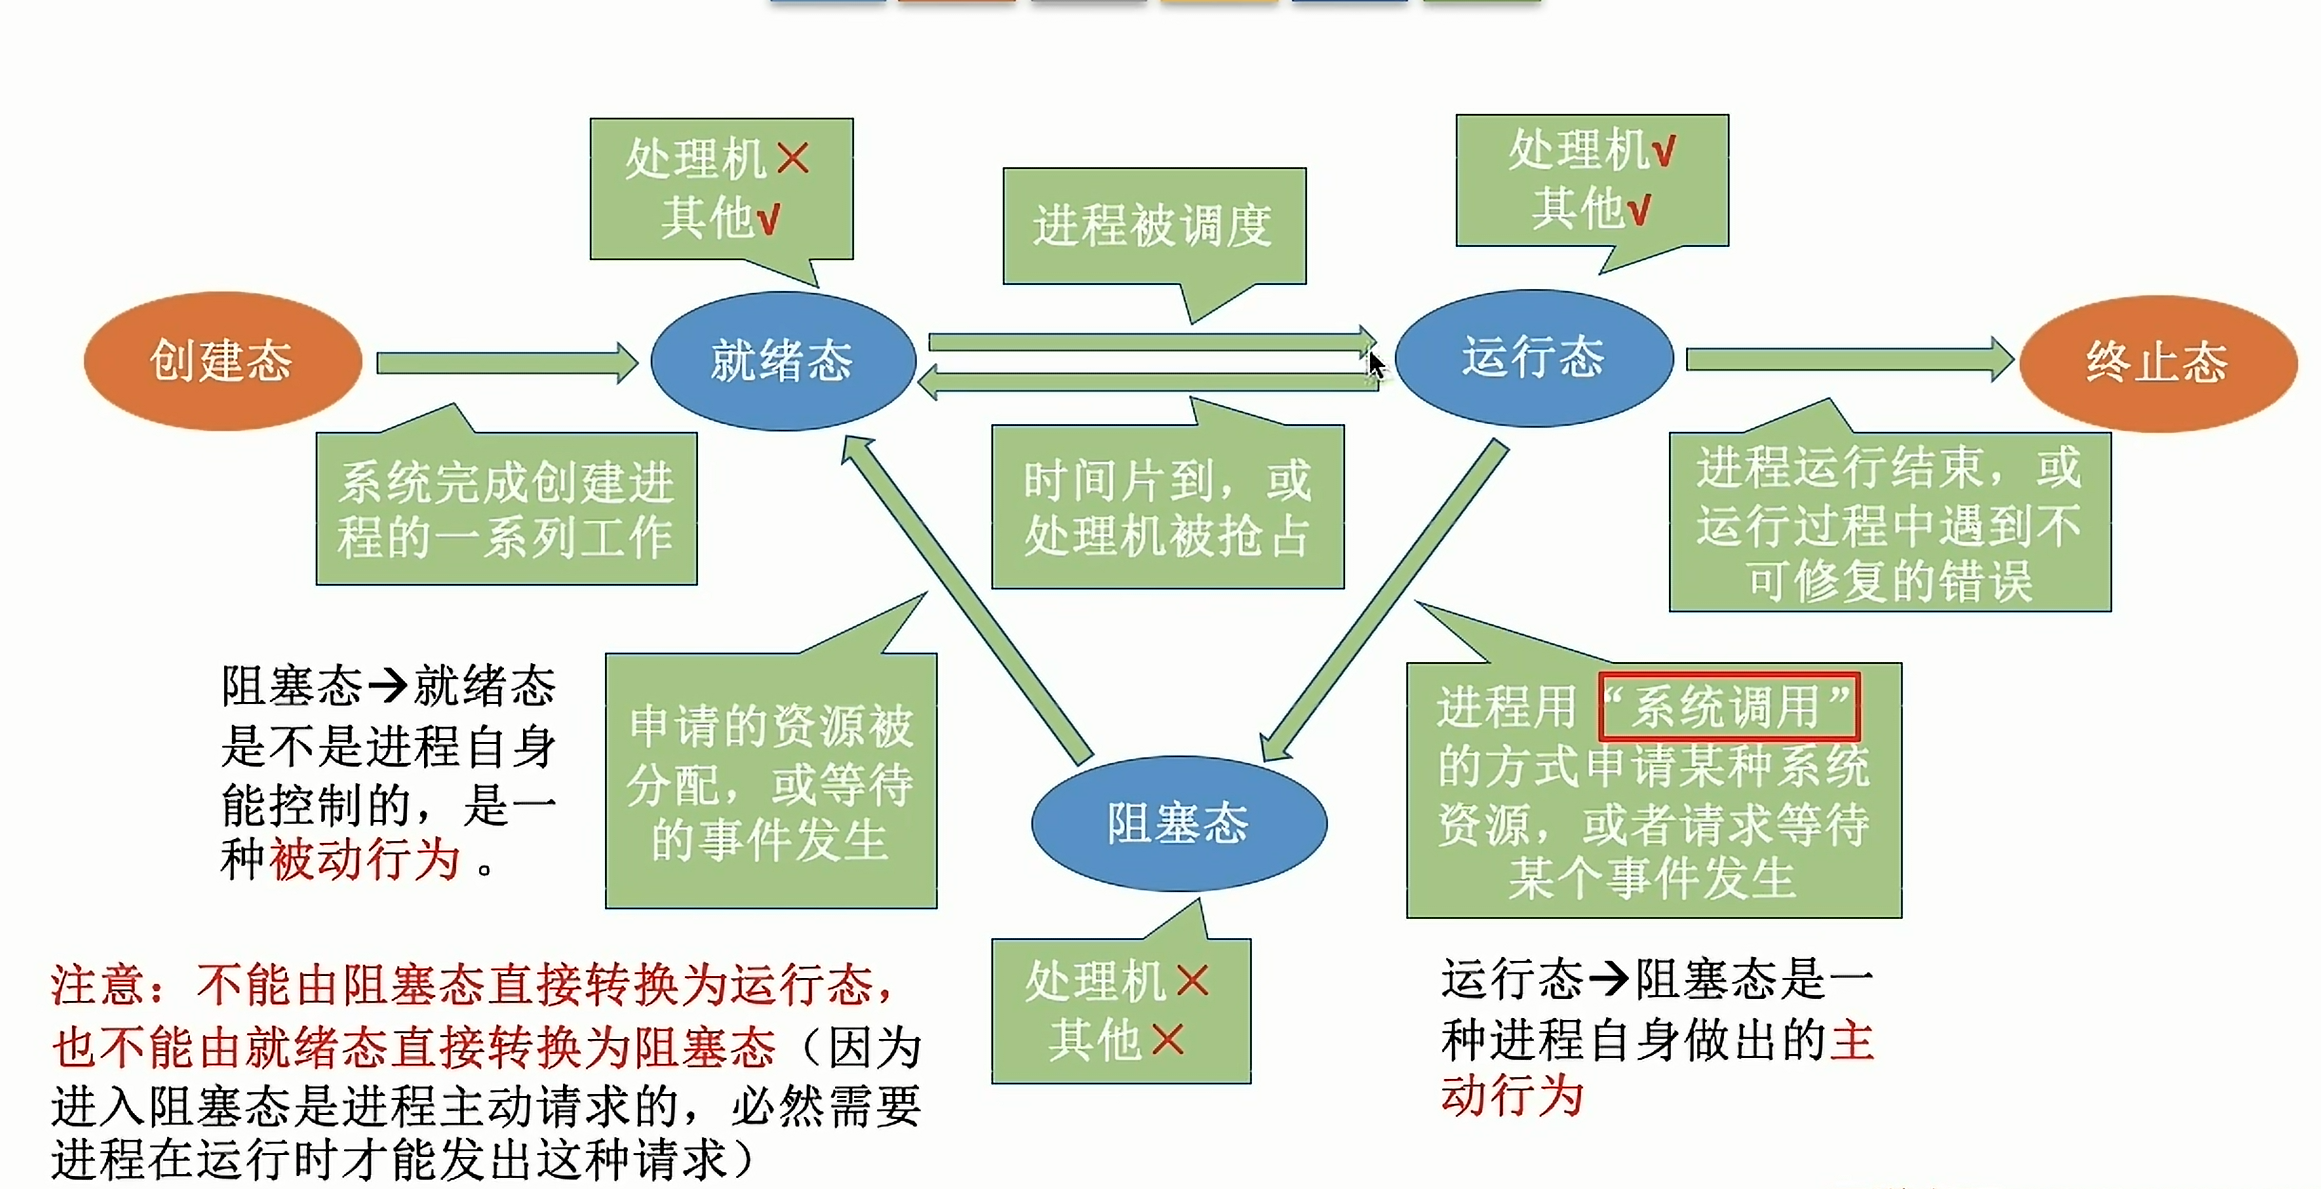 处理机×
其他√
进程被调度
处理机√
其他√
创建态
就绪态
运行态
终止态
系统完成创建进
程的一系列工作
时间片到，或
处理机被抢占
进程运行结束，或
运行过程中遇到不
可修复的错误
阻塞态→就绪态
是不是进程自身
能控制的，是一
种被动行为。
申请的资源被
分配，或等待
的事件发生
阻塞态
进程用“系统调用”
的方式申请某种系统
资源，或者请求等待
某个事件发生
处理机×
其他×
注意：不能由阻塞态直接转换为运行态，
也不能由就绪态直接转换为阻塞态（因为
进入阻塞态是进程主动请求的，必然需要
进程在运行时才能发出这种请求）
运行态→阻塞态是一
种进程自身做出的主
动行为